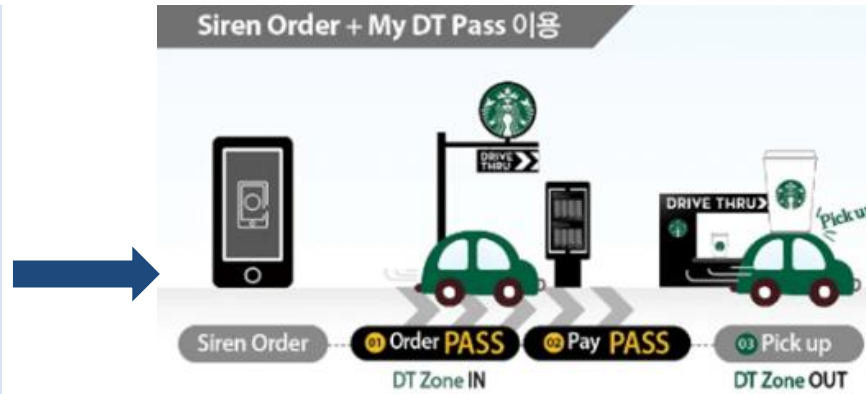 Siren Order + My DT Pass 이용
DRIVE
THRU
DRIVE THRU
Pick u
Siren Order
01 Order PASS
02 Pay PASS
03 Pick up
DT Zone IN
DT Zone OUT